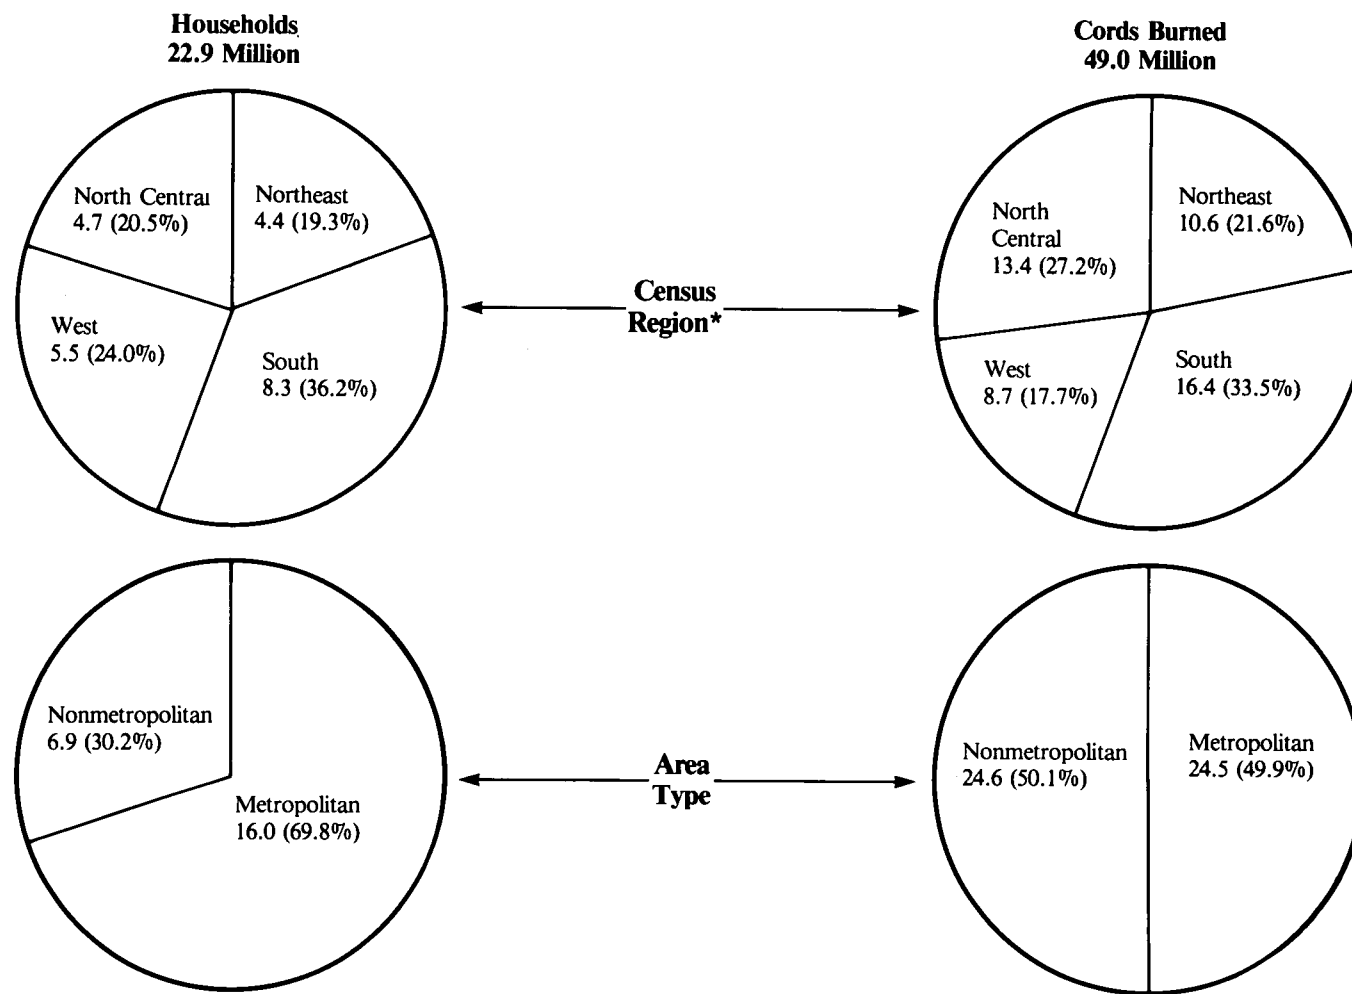 Households
22.9 Million
Cords Burned
49.0 Million
North Central
4.7 (20.5%)
Northeast
4.4 (19.3%)
West
5.5 (24.0%)
South
8.3 (36.2%)
Census
Region*
North
Central
13.4 (27.2%)
Northeast
10.6 (21.6%)
West
8.7 (17.7%)
South
16.4 (33.5%)
Nonmetropolitan
6.9 (30.2%)
Metropolitan
16.0 (69.8%)
Area
Type
Nonmetropolitan
24.6 (50.1%)
Metropolitan
24.5 (49.9%)